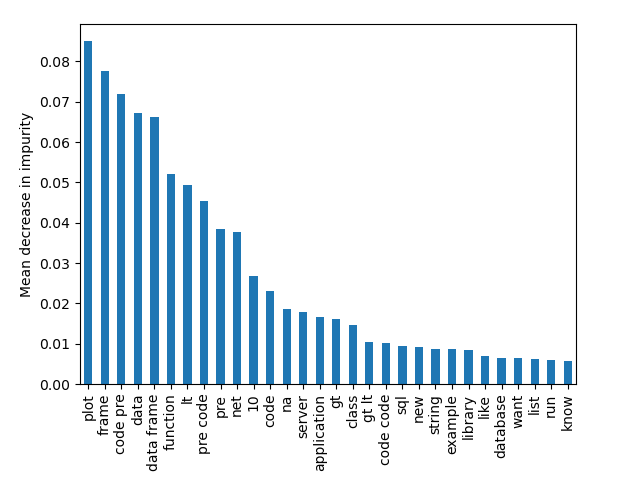 Mean decrease in impurity
0.08
0.07
0.06
0.05
0.04
0.03
0.02
0.01
0.00
plot
frame
code pre
data
data frame
function
lt
pre code
pre
net
10
code
na
server
application
gt
class
gt lt
code code
sql
new
string
example
library
like
database
want
list
run
know